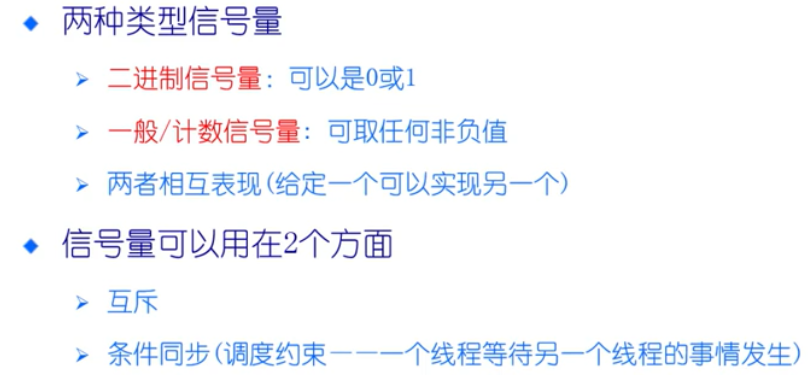 两种类型信号量
二进制信号量：可以是0或1
一般/计数信号量：可取任何非负值
两者相互表现(给定一个可以实现另一个)
信号量可以用在2个方面
互斥
条件同步(调度约束———一个线程等待另一个线程的事情发生)